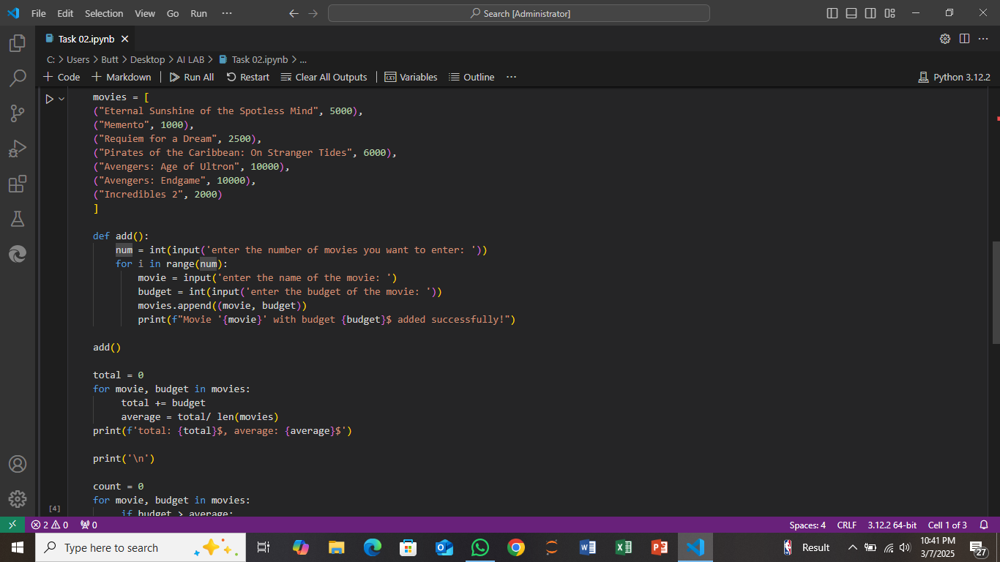 File Edit Selection View Go Run ··· Search [Administrator]
Task 02.ipynb
C: > Users > Butt > Desktop > AI LAB > Task 02.ipynb > ...
+ Code + Markdown Run All Restart Clear All Outputs Variables Outline ··· Python 3.12.2
movies = [
("Eternal Sunshine of the Spotless Mind", 5000),
("Memento", 1000),
("Requiem for a Dream", 2500),
("Pirates of the Caribbean: On Stranger Tides", 6000),
("Avengers: Age of Ultron", 10000),
("Avengers: Endgame", 10000),
("Incredibles 2", 2000)
]
def add():
    num = int(input('enter the number of movies you want to enter: '))
    for i in range(num):
        movie = input('enter the name of the movie: ')
        budget = int(input('enter the budget of the movie: '))
        movies.append((movie, budget))
        print(f"Movie '{movie}' with budget {budget}$ added successfully!")
add()
total = 0
for movie, budget in movies:
     total += budget
     average = total/ len(movies)
print(f'total: {total}$, average: {average}$')
print('\n')
count = 0
for movie, budget in movies:
     if budget > average:
[4]
2 0 0 Spaces: 4 CRLF 3.12.2 64-bit Cell 1 of 3
Type here to search Result 10:41 PM
3/7/2025
27